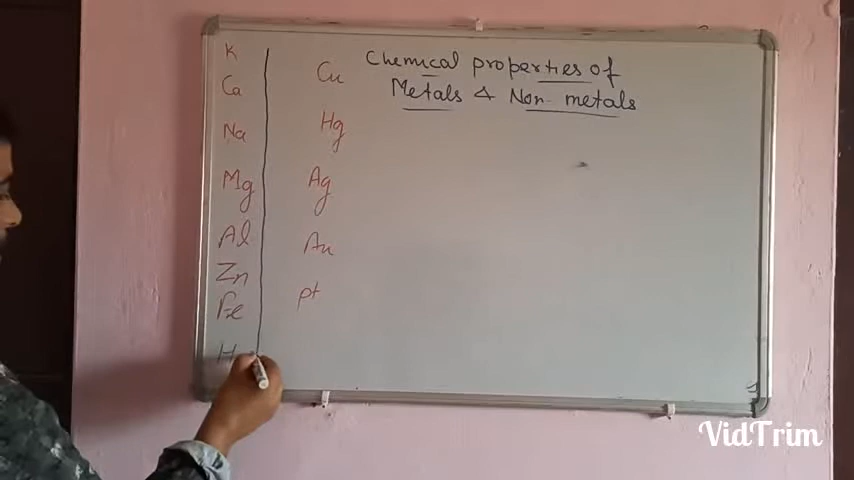 Chemical properties of
Metals & Non-metals
K
Ca
Na
Mg
Al
Zn
Fe
H
Cu
Hg
Ag
Au
Pt
VidTrim